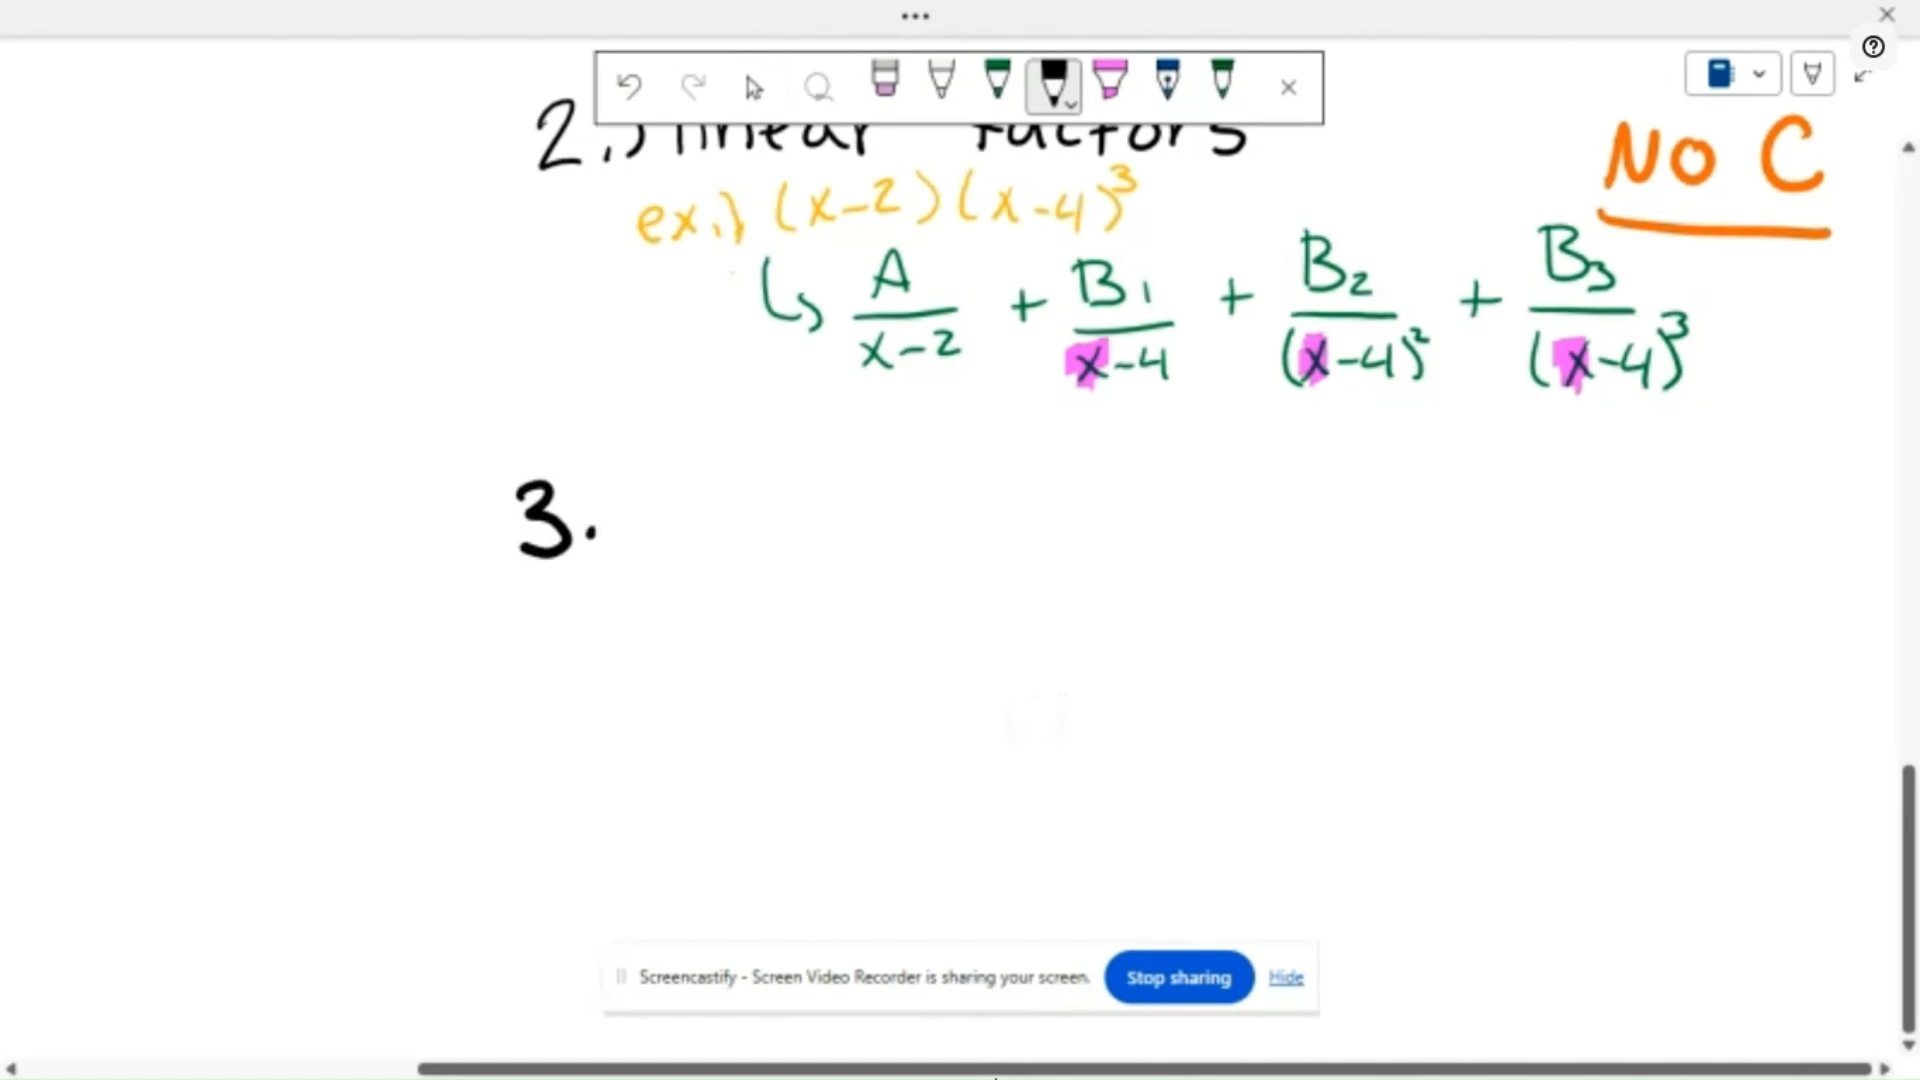 2.) linear factors
NO C
ex.) (x-2)(x-4)³
↳ A/(x-2) + B₁/(x-4) + B₂/(x-4)² + B₃/(x-4)³
3.
Screencastify - Screen Video Recorder is sharing your screen. Stop sharing Hide